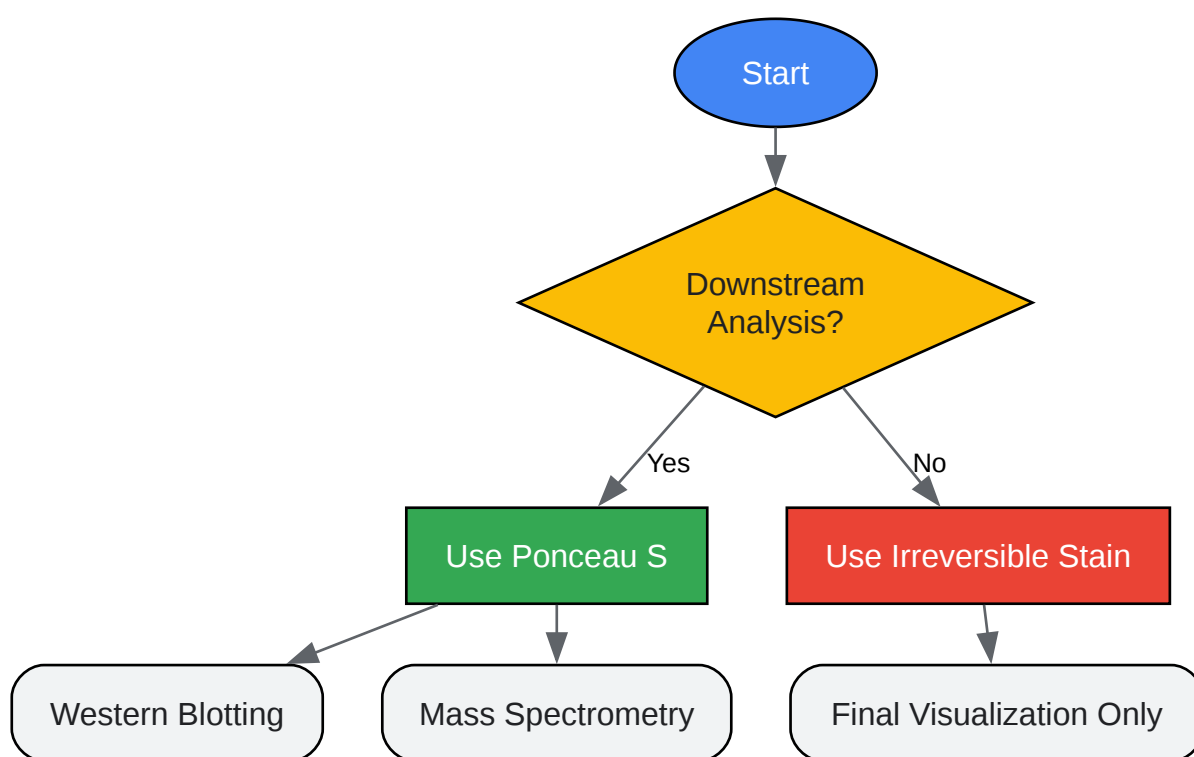 Start
Downstream
Analysis?
Yes
No
Use Ponceau S
Use Irreversible Stain
Western Blotting
Mass Spectrometry
Final Visualization Only